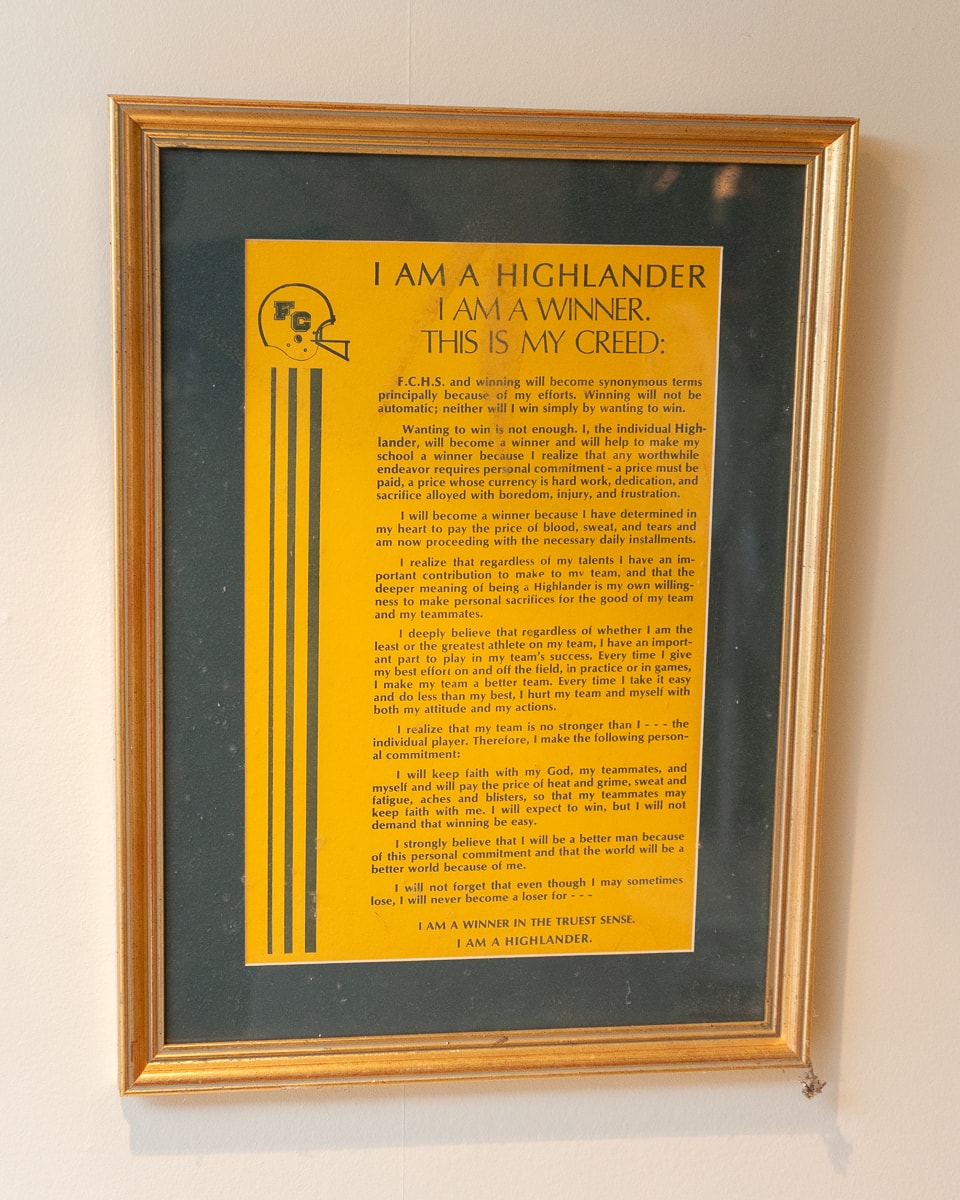 FC
I AM A HIGHLANDER
I AM A WINNER.
THIS IS MY CREED:
F.C.H.S. and winning will become synonymous terms
principally because of my efforts. Winning will not be
automatic; neither will I win simply by wanting to win.
Wanting to win is not enough. I, the individual High-
lander, will become a winner and will help to make my
school a winner because I realize that any worthwhile
endeavor requires personal commitment - a price must be
paid, a price whose currency is hard work, dedication, and
sacrifice alloyed with boredom, injury, and frustration.
I will become a winner because I have determined in
my heart to pay the price of blood, sweat, and tears and
am now proceeding with the necessary daily installments.
I realize that regardless of my talents I have an im-
portant contribution to make to my team, and that the
deeper meaning of being a Highlander is my own willing-
ness to make personal sacrifices for the good of my team
and my teammates.
I deeply believe that regardless of whether I am the
least or the greatest athlete on my team, I have an import-
ant part to play in my team's success. Every time I give
my best effort on and off the field, in practice or in games,
I make my team a better team. Every time I take it easy
and do less than my best, I hurt my team and myself with
both my attitude and my actions.
I realize that my team is no stronger than I - - - the
individual player. Therefore, I make the following person-
al commitment:
I will keep faith with my God, my teammates, and
myself and will pay the price of heat and grime, sweat and
fatigue, aches and blisters, so that my teammates may
keep faith with me. I will expect to win, but I will not
demand that winning be easy.
I strongly believe that I will be a better man because
of this personal commitment and that the world will be a
better world because of me.
I will not forget that even though I may sometimes
lose, I will never become a loser for - - -
I AM A WINNER IN THE TRUEST SENSE.
I AM A HIGHLANDER.